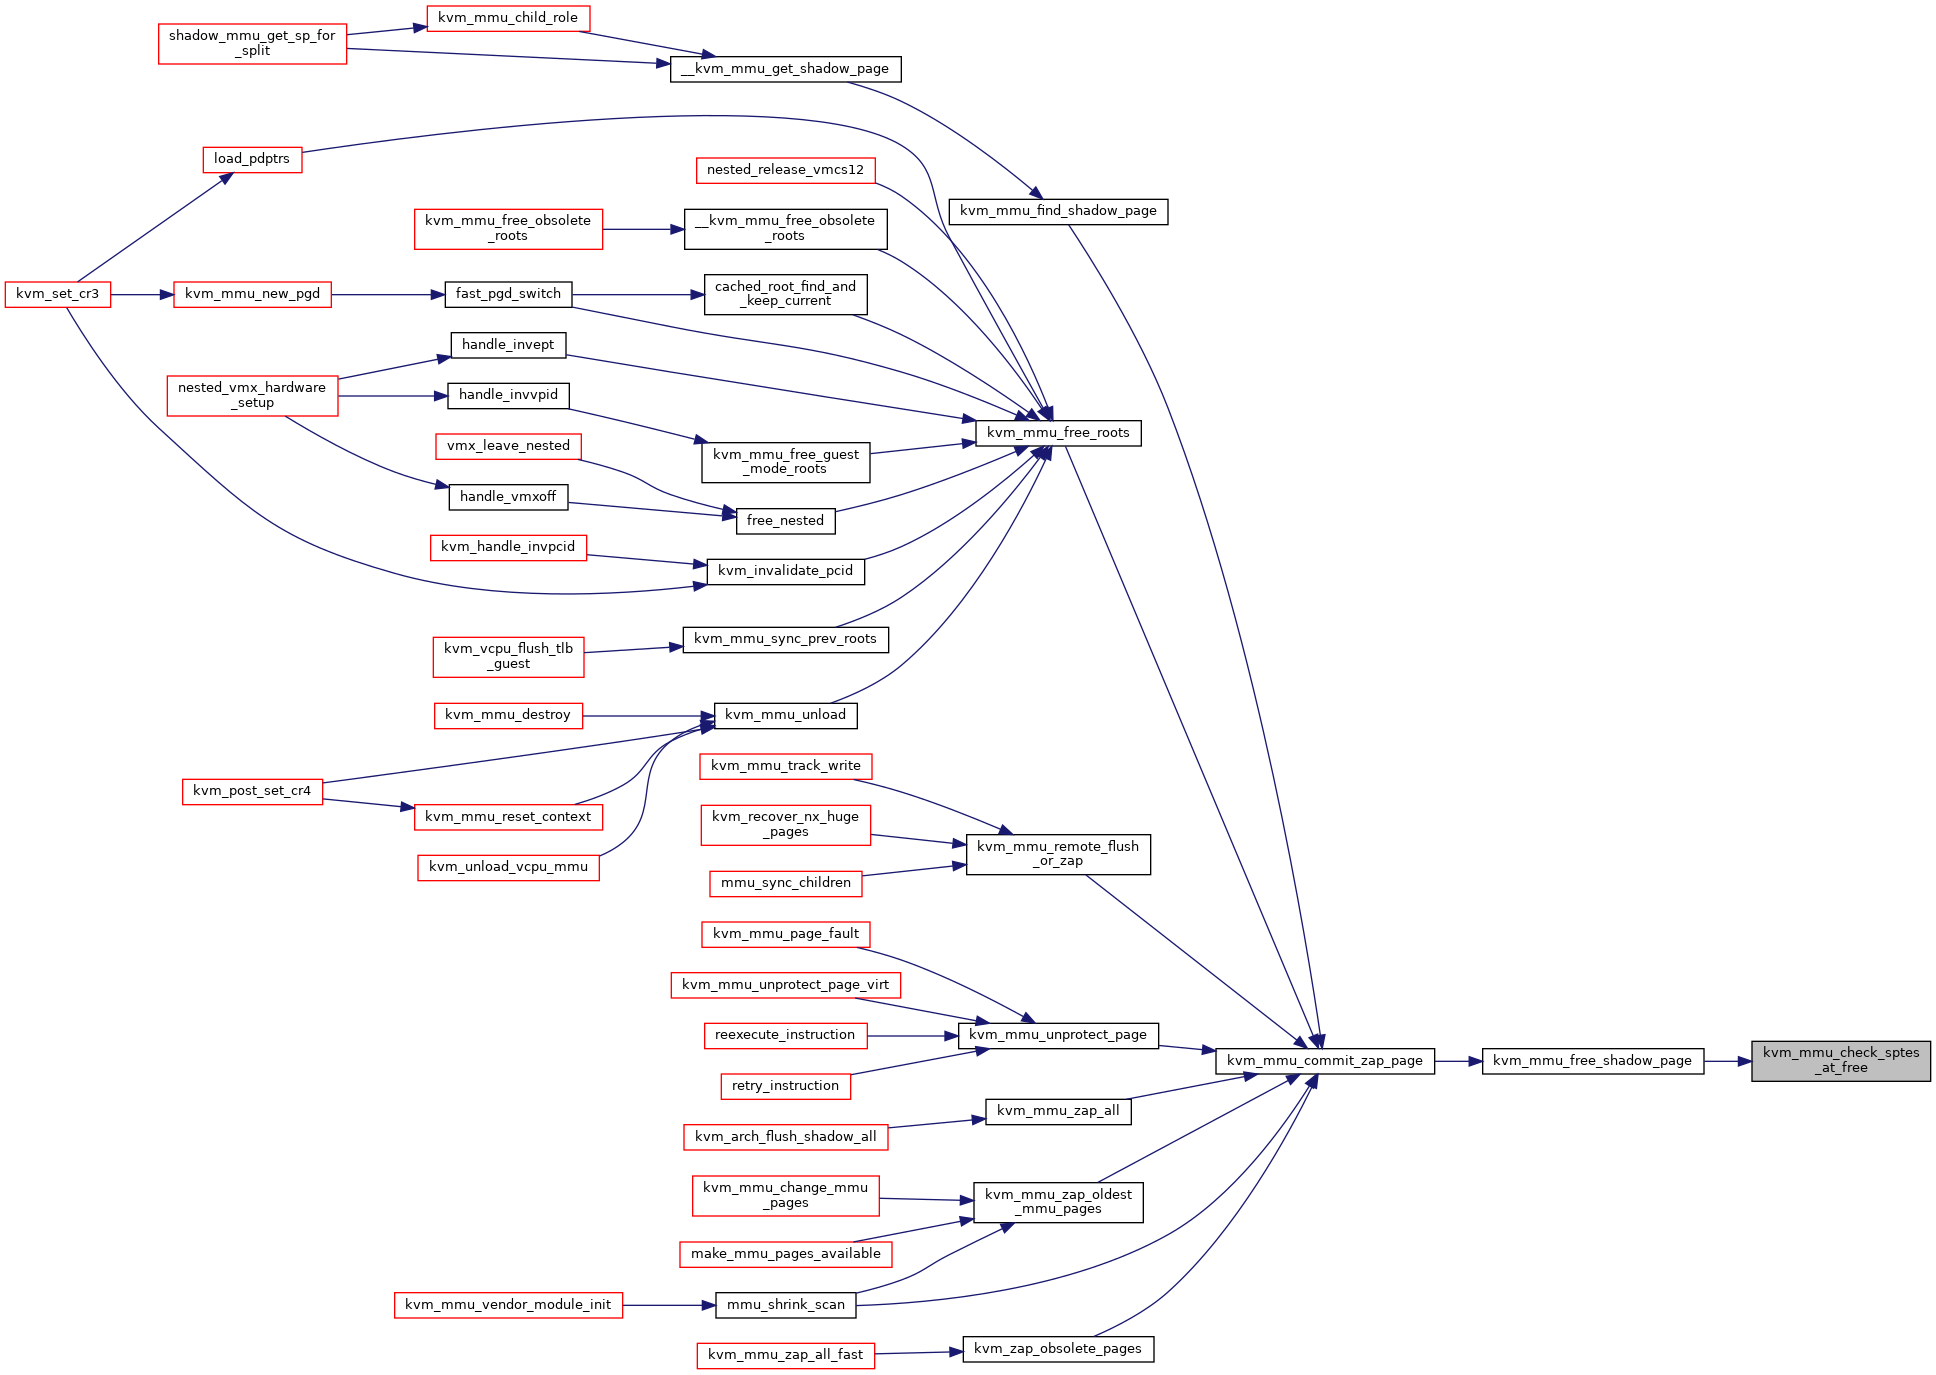 kvm_mmu_child_role
shadow_mmu_get_sp_for
_split
__kvm_mmu_get_shadow_page
load_pdptrs
nested_release_vmcs12
kvm_mmu_find_shadow_page
kvm_mmu_free_obsolete
_roots
__kvm_mmu_free_obsolete
_roots
kvm_set_cr3
kvm_mmu_new_pgd
fast_pgd_switch
cached_root_find_and
_keep_current
handle_invept
nested_vmx_hardware
_setup
handle_invvpid
kvm_mmu_free_roots
vmx_leave_nested
kvm_mmu_free_guest
_mode_roots
handle_vmxoff
free_nested
kvm_handle_invpcid
kvm_invalidate_pcid
kvm_vcpu_flush_tlb
_guest
kvm_mmu_sync_prev_roots
kvm_mmu_destroy
kvm_mmu_unload
kvm_mmu_track_write
kvm_post_set_cr4
kvm_mmu_reset_context
kvm_recover_nx_huge
_pages
kvm_mmu_remote_flush
_or_zap
kvm_unload_vcpu_mmu
mmu_sync_children
kvm_mmu_page_fault
kvm_mmu_unprotect_page_virt
reexecute_instruction
kvm_mmu_unprotect_page
retry_instruction
kvm_mmu_commit_zap_page
kvm_mmu_free_shadow_page
kvm_mmu_check_sptes
_at_free
kvm_mmu_zap_all
kvm_arch_flush_shadow_all
kvm_mmu_change_mmu
_pages
kvm_mmu_zap_oldest
_mmu_pages
make_mmu_pages_available
kvm_mmu_vendor_module_init
mmu_shrink_scan
kvm_mmu_zap_all_fast
kvm_zap_obsolete_pages